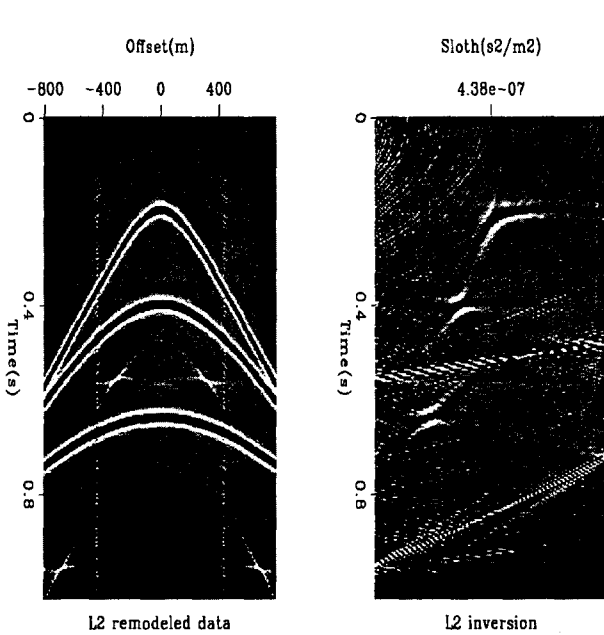 Offset(m)
-800 -400 0 400
0
0.4
0.8
Time(s)
L2 remodeled data
Sloth(s2/m2)
4.38e-07
0
0.4
0.8
Time(s)
L2 inversion